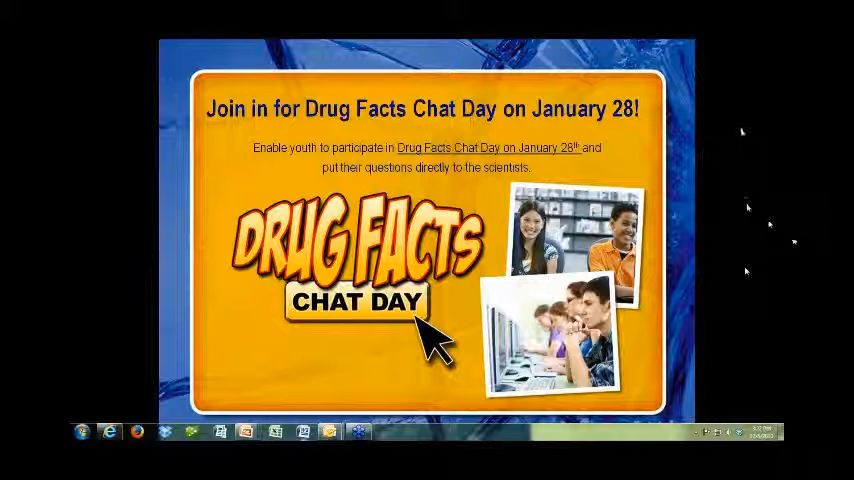 Join in for Drug Facts Chat Day on January 28!
Enable youth to participate in Drug Facts Chat Day on January 28th and
put their questions directly to the scientists.
DRUG FACTS
CHAT DAY